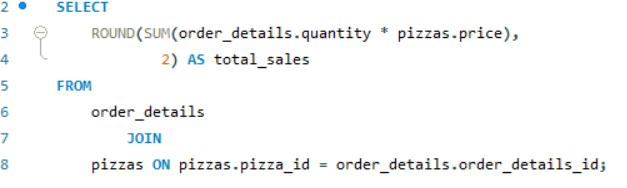 2 SELECT
3 ROUND(SUM(order_details.quantity * pizzas.price),
4 2) AS total_sales
5 FROM
6 order_details
7 JOIN
8 pizzas ON pizzas.pizza_id = order_details.order_details_id;